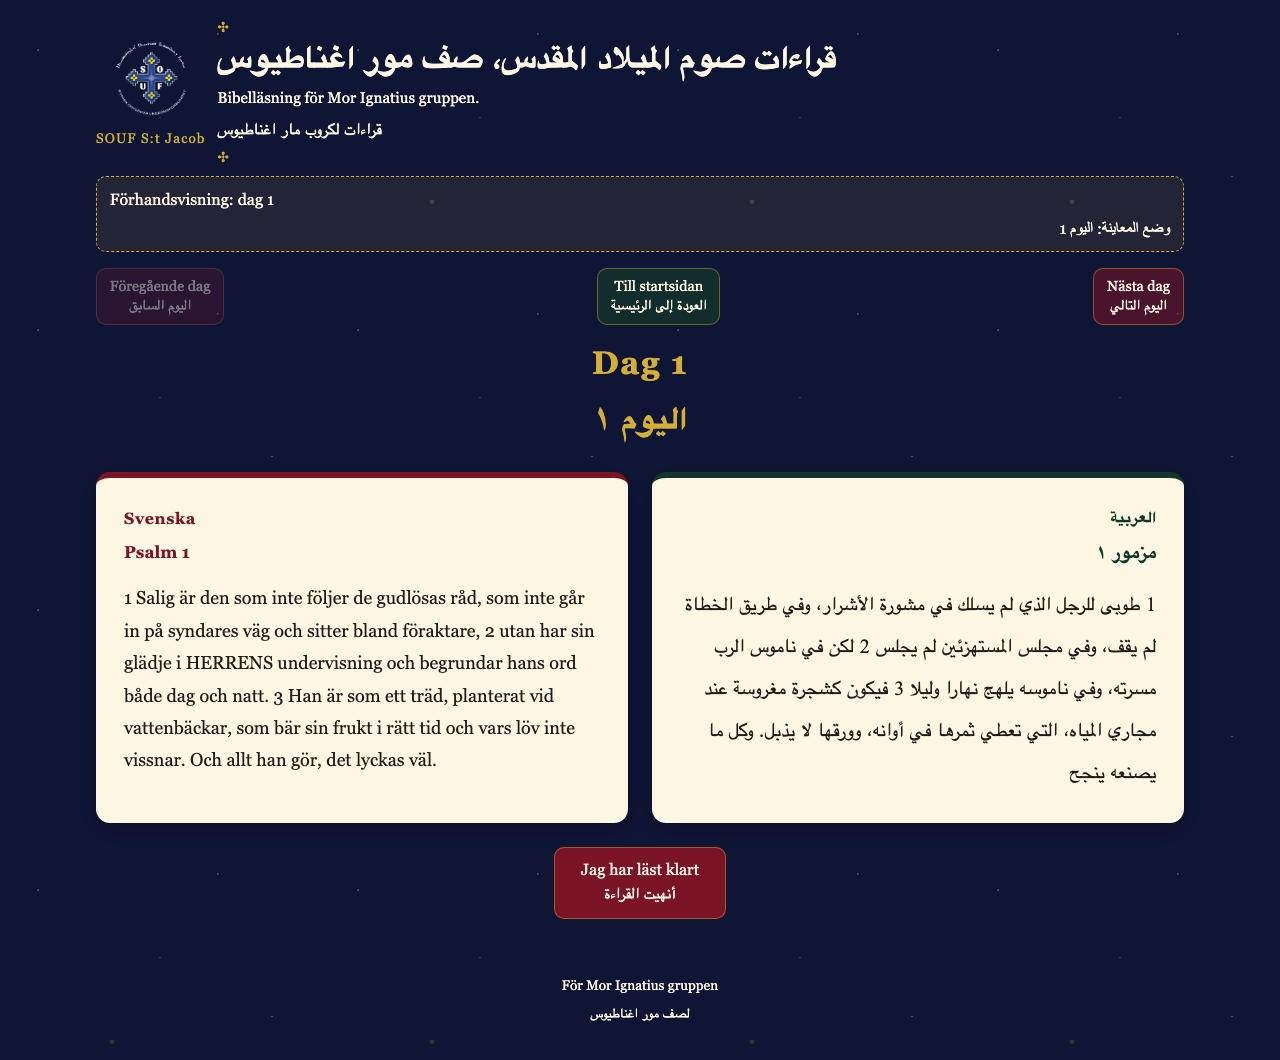 قراءات صوم الميلاد المقدس، صف مور اغناطيوس
Bibelläsning för Mor Ignatius gruppen.
قراءات لكروب مار اغناطيوس
S O U F
SOUF S:t Jacob
Förhandsvisning: dag 1
وضع المعاينة: اليوم 1
Föregående dag
اليوم السابق
Till startsidan
العودة إلى الرئيسية
Nästa dag
اليوم التالي
Dag 1
اليوم ١
Svenska
Psalm 1
1 Salig är den som inte följer de gudlösas råd, som inte går
in på syndares väg och sitter bland föraktare, 2 utan har sin
glädje i HERRENS undervisning och begrundar hans ord
både dag och natt. 3 Han är som ett träd, planterat vid
vattenbäckar, som bär sin frukt i rätt tid och vars löv inte
vissnar. Och allt han gör, det lyckas väl.
العربية
مزمور ١
1 طوبى للرجل الذي لم يسلك في مشورة الأشرار، وفي طريق الخطاة
لم يقف، وفي مجلس المستهزئين لم يجلس 2 لكن في ناموس الرب
مسرته، وفي ناموسه يلهج نهارا وليلا 3 فيكون كشجرة مغروسة عند
مجاري المياه، التي تعطي ثمرها في أوانه، وورقها لا يذبل. وكل ما
يصنعه ينجح
Jag har läst klart
أنهيت القراءة
För Mor Ignatius gruppen
لصف مور اغناطيوس